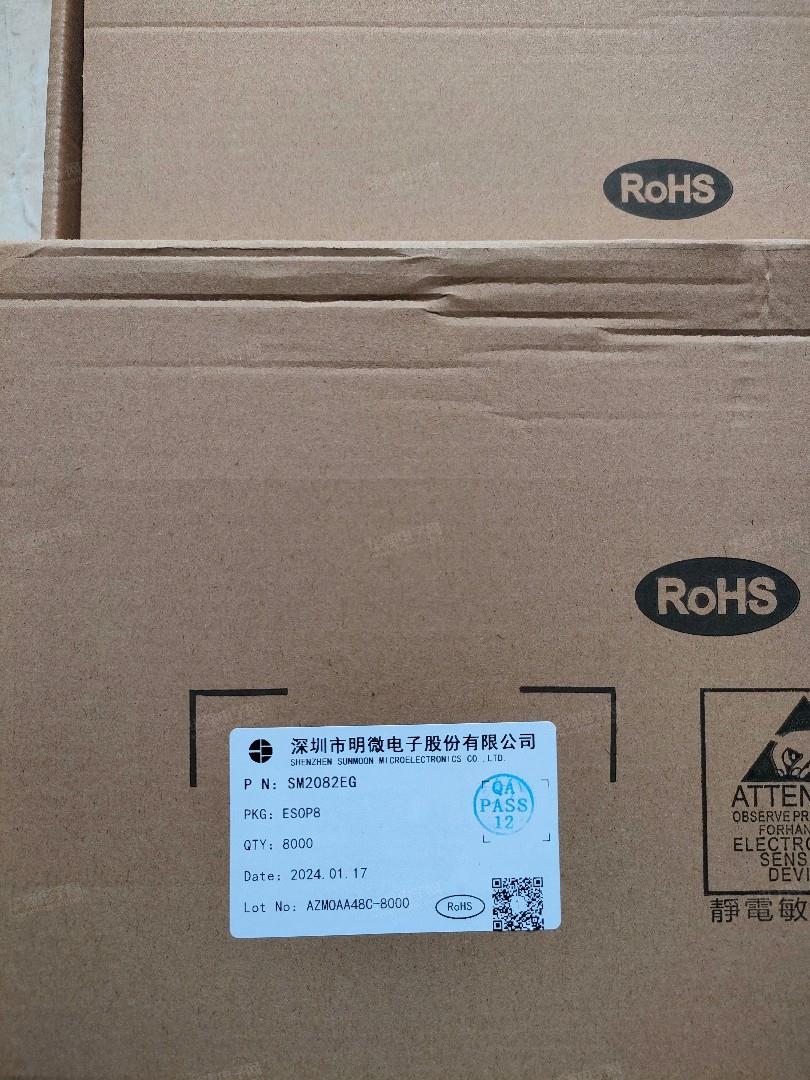 RoHS
RoHS
深圳市明微电子股份有限公司
SHENZHEN SUNMOON MICROELECTRONICS CO.,LTD.
P N: SM2082EG
PKG: ESOP8
QTY: 8000
Date: 2024.01.17
Lot No: AZMOAA48C-8000
QA
PASS
12
RoHS
ATTEN
OBSERVE PR
FOR HAN
ELECTRO
SENS
DEVI
靜電敏